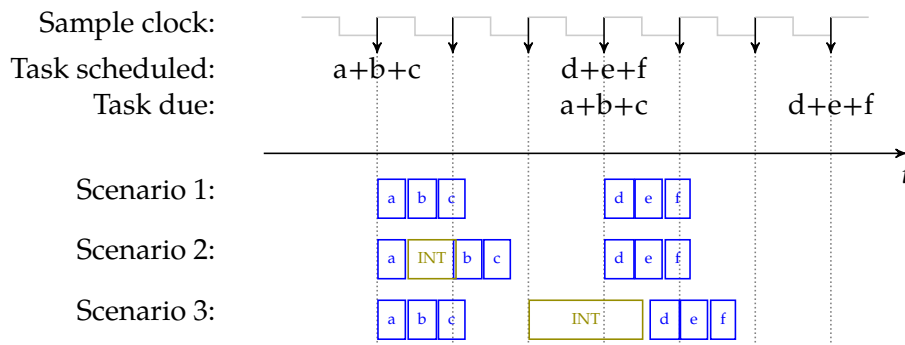 Sample clock:
Task scheduled: a+b+c d+e+f
Task due: a+b+c d+e+f
t
Scenario 1: a b c d e f
Scenario 2: a INT b c d e f
Scenario 3: a b c INT d e f